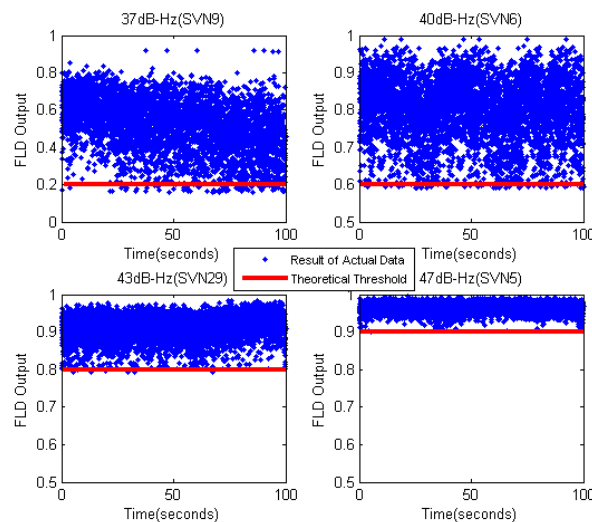 37dB-Hz(SVN9)
FLD Output
1
0.8
0.6
0.4
0.2
0
0
50
100
Time(seconds)
40dB-Hz(SVN6)
FLD Output
1
0.9
0.8
0.7
0.6
0.5
0
50
100
Time(seconds)
Result of Actual Data
Theoretical Threshold
43dB-Hz(SVN29)
FLD Output
1
0.9
0.8
0.7
0.6
0.5
0
50
100
Time(seconds)
47dB-Hz(SVN5)
FLD Output
1
0.9
0.8
0.7
0.6
0.5
0
50
100
Time(seconds)